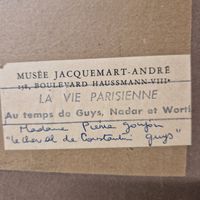 MUSÉE JACQUEMART-ANDRÉ
158, BOULEVARD HAUSSMANN-VIIIe
LA VIE PARISIENNE
Au temps de Guys, Nadar et Worth
Madame Pierre
"Le cheval de Constantin Guys"